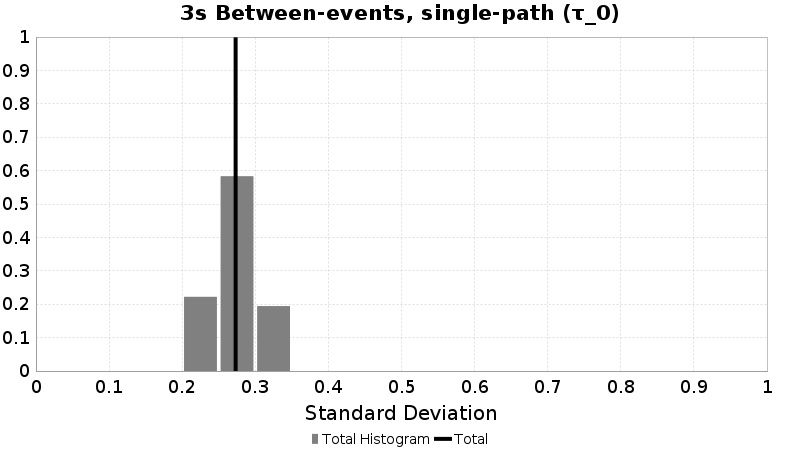 3s Between-events, single-path (τ_0)
1
0.9
0.8
0.7
0.6
0.5
0.4
0.3
0.2
0.1
0
0 0.1 0.2 0.3 0.4 0.5 0.6 0.7 0.8 0.9 1
Standard Deviation
Total Histogram Total